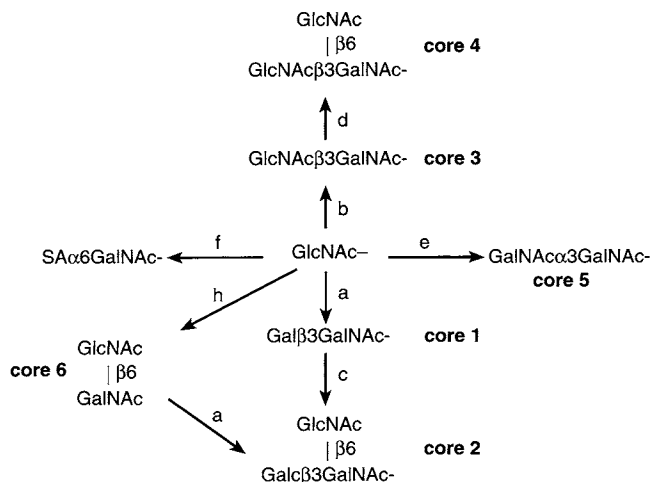 GlcNAc
β6
core 4
GlcNAcβ3GalNAc-
d
GlcNAcβ3GalNAc-
core 3
b
f
e
SAα6GalNAc-
GlcNAc–
GalNAcα3GalNAc-
core 5
h
a
Galβ3GalNAc-
core 1
GlcNAc
core 6
β6
GalNAc
a
c
GlcNAc
β6
core 2
Galcβ3GalNAc-